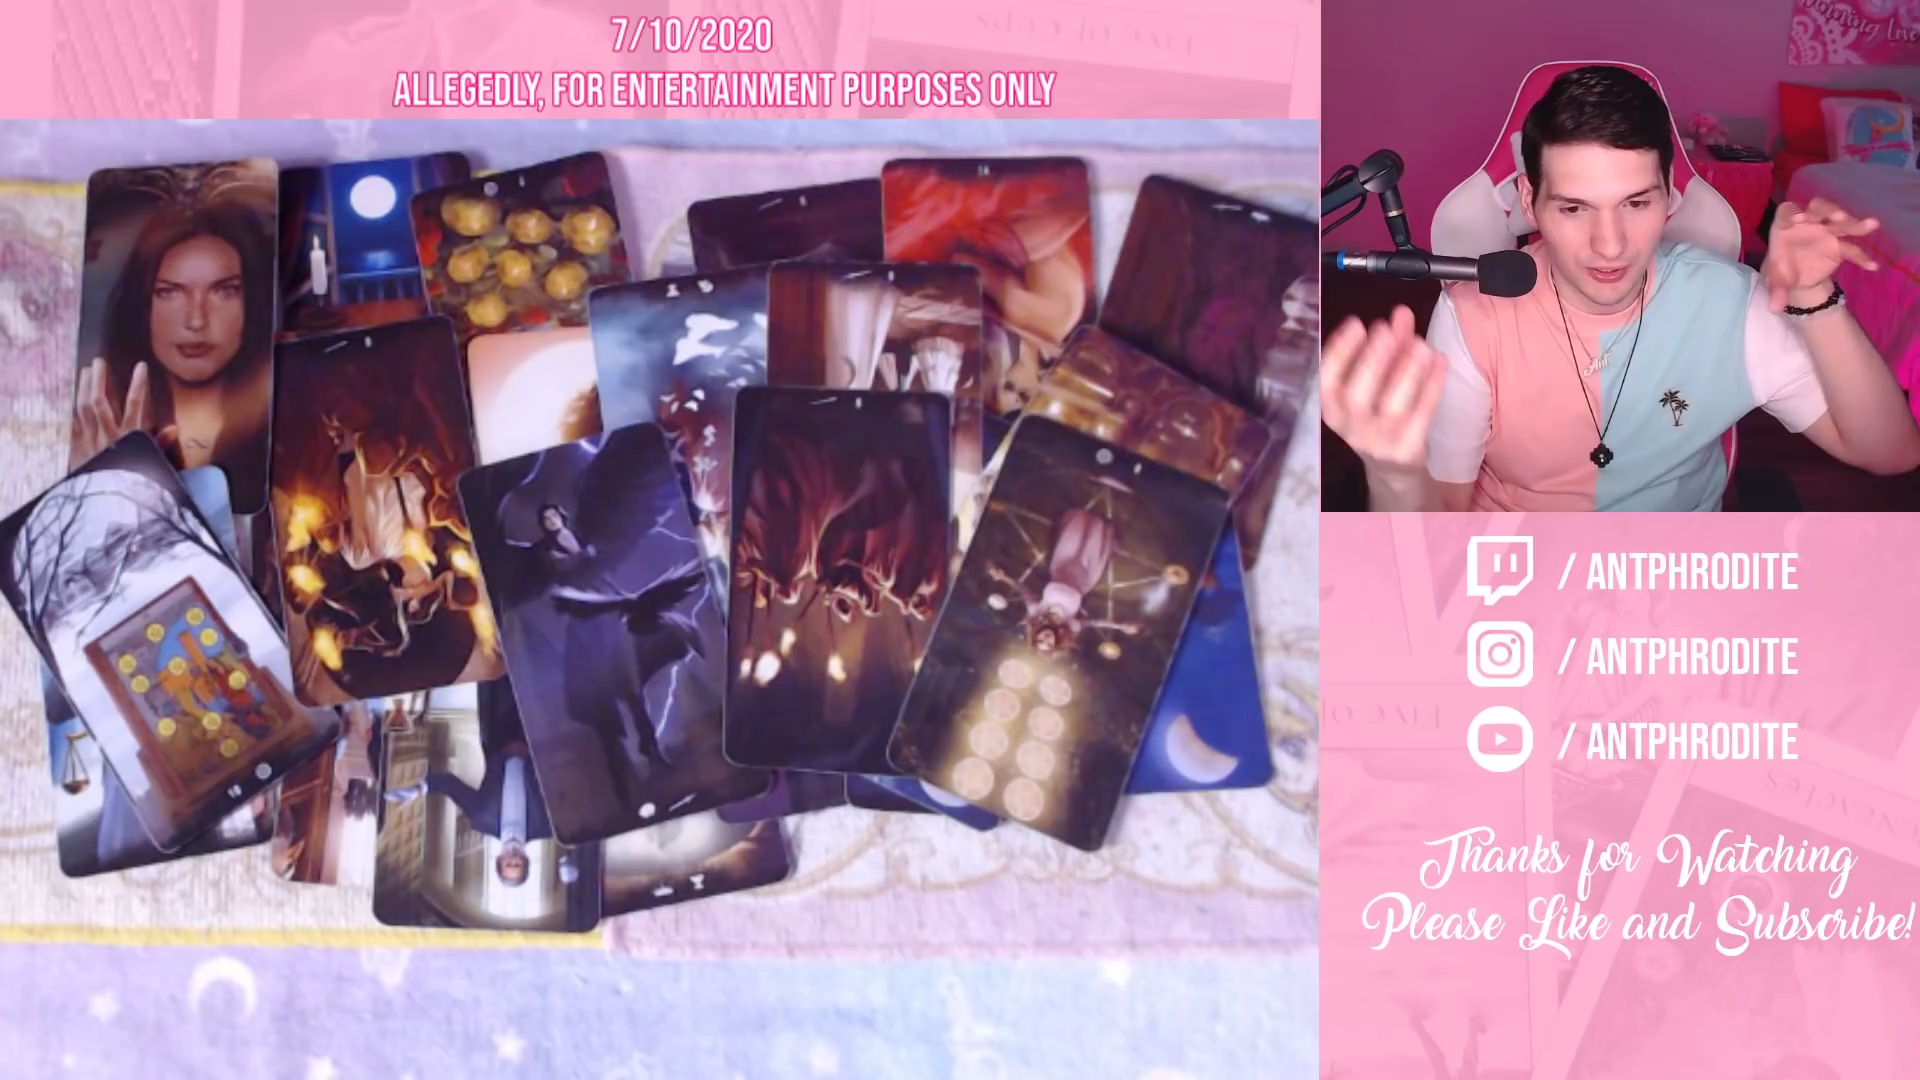 7/10/2020
ALLEGEDLY, FOR ENTERTAINMENT PURPOSES ONLY
/ ANTPHRODITE
/ ANTPHRODITE
/ ANTPHRODITE
Thanks for Watching
Please Like and Subscribe!